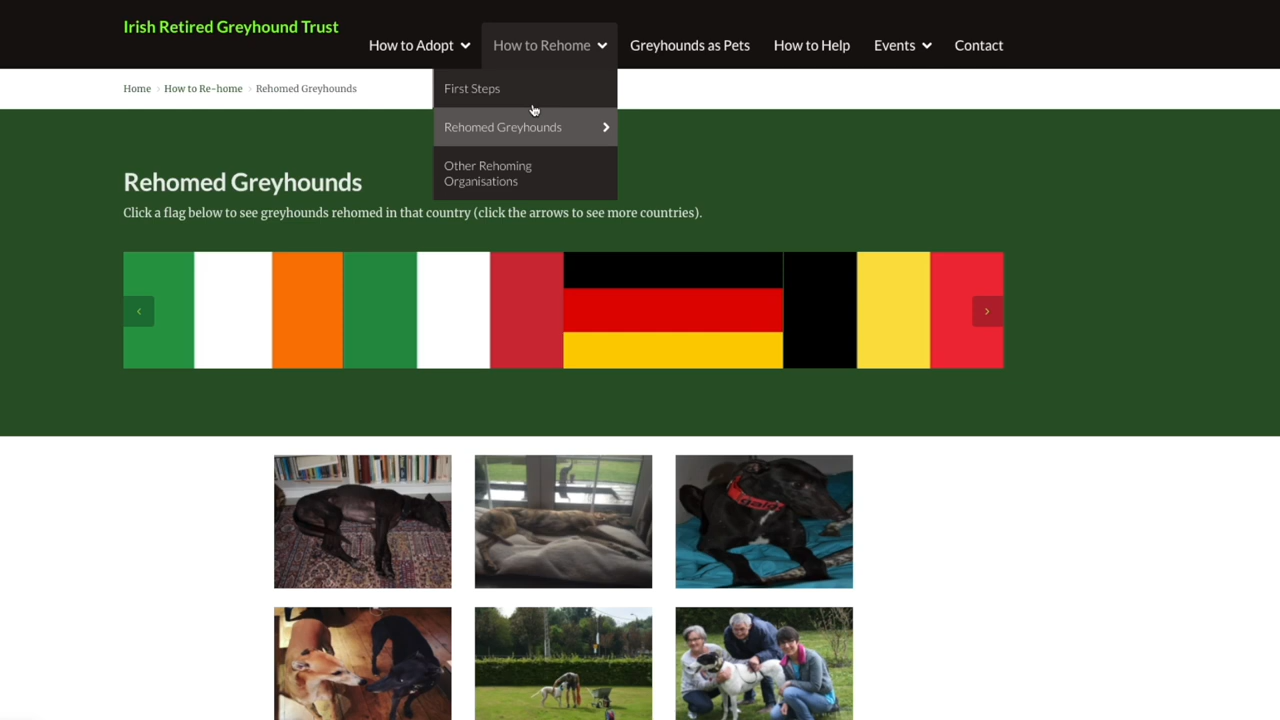 Irish Retired Greyhound Trust
How to Adopt
How to Rehome
Greyhounds as Pets
How to Help
Events
Contact
Home › How to Re-home › Rehomed Greyhounds
First Steps
Rehomed Greyhounds
Other Rehoming
Organisations
Rehomed Greyhounds
Click a flag below to see greyhounds rehomed in that country (click the arrows to see more countries).